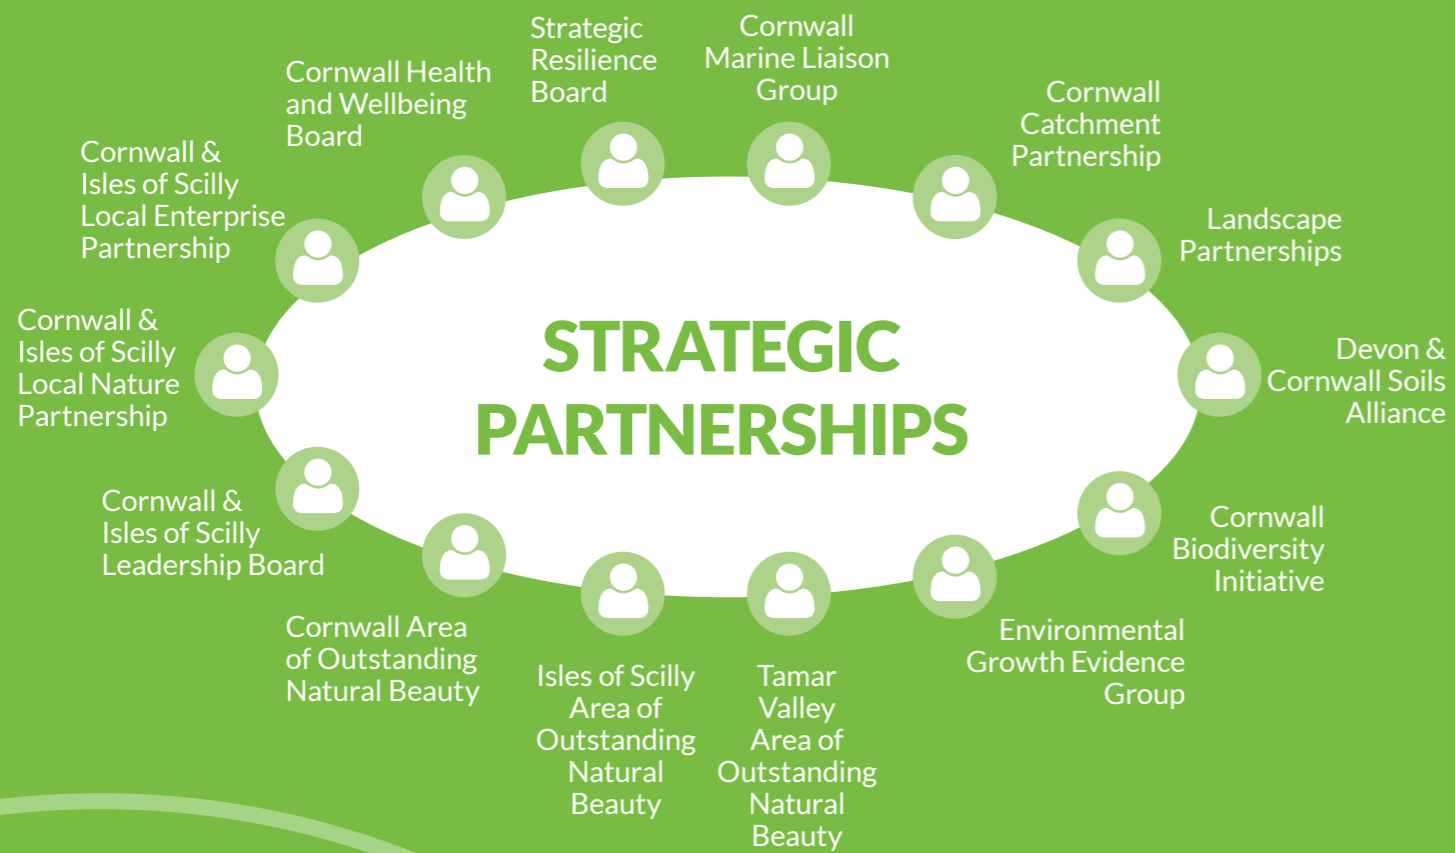 Strategic
Resilience
Board
Cornwall
Marine Liaison
Group
Cornwall Health
and Wellbeing
Board
Cornwall
Catchment
Partnership
Cornwall &
Isles of Scilly
Local Enterprise
Partnership
Landscape
Partnerships
Cornwall &
Isles of Scilly
Local Nature
Partnership
STRATEGIC
PARTNERSHIPS
Devon &
Cornwall Soils
Alliance
Cornwall &
Isles of Scilly
Leadership Board
Cornwall
Biodiversity
Initiative
Cornwall Area
of Outstanding
Natural Beauty
Isles of Scilly
Area of
Outstanding
Natural
Beauty
Tamar
Valley
Area of
Outstanding
Natural
Beauty
Environmental
Growth Evidence
Group